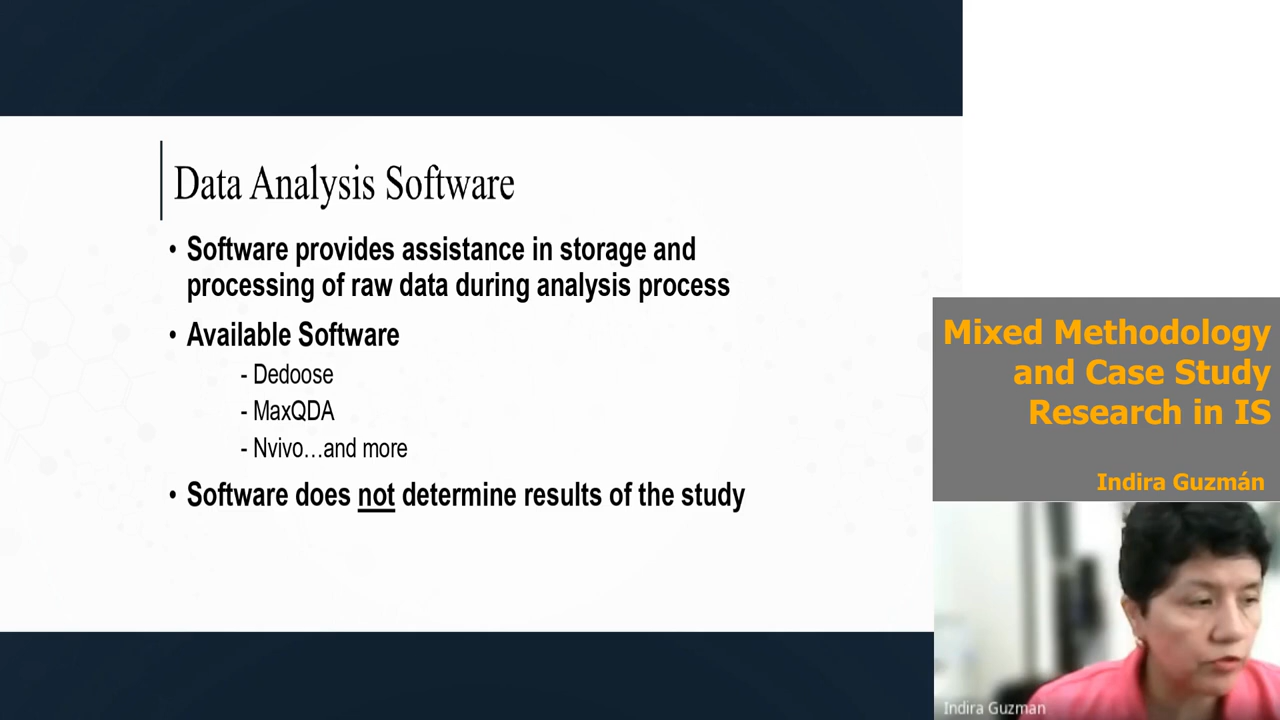 Data Analysis Software
• Software provides assistance in storage and
processing of raw data during analysis process
• Available Software
- Dedoose
- MaxQDA
- Nvivo…and more
• Software does not determine results of the study
Mixed Methodology
and Case Study
Research in IS
Indira Guzmán
Indira Guzman